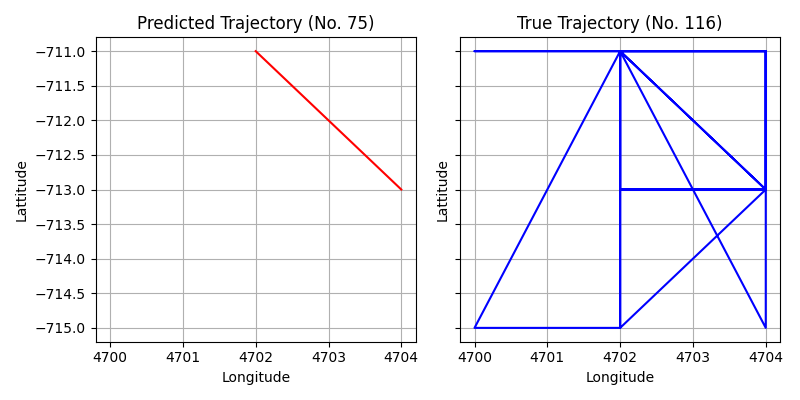 Predicted Trajectory (No. 75)
True Trajectory (No. 116)
Lattitude
−711.0
−711.5
−712.0
−712.5
−713.0
−713.5
−714.0
−714.5
−715.0
4700 4701 4702 4703 4704
Longitude
Lattitude
4700 4701 4702 4703 4704
Longitude